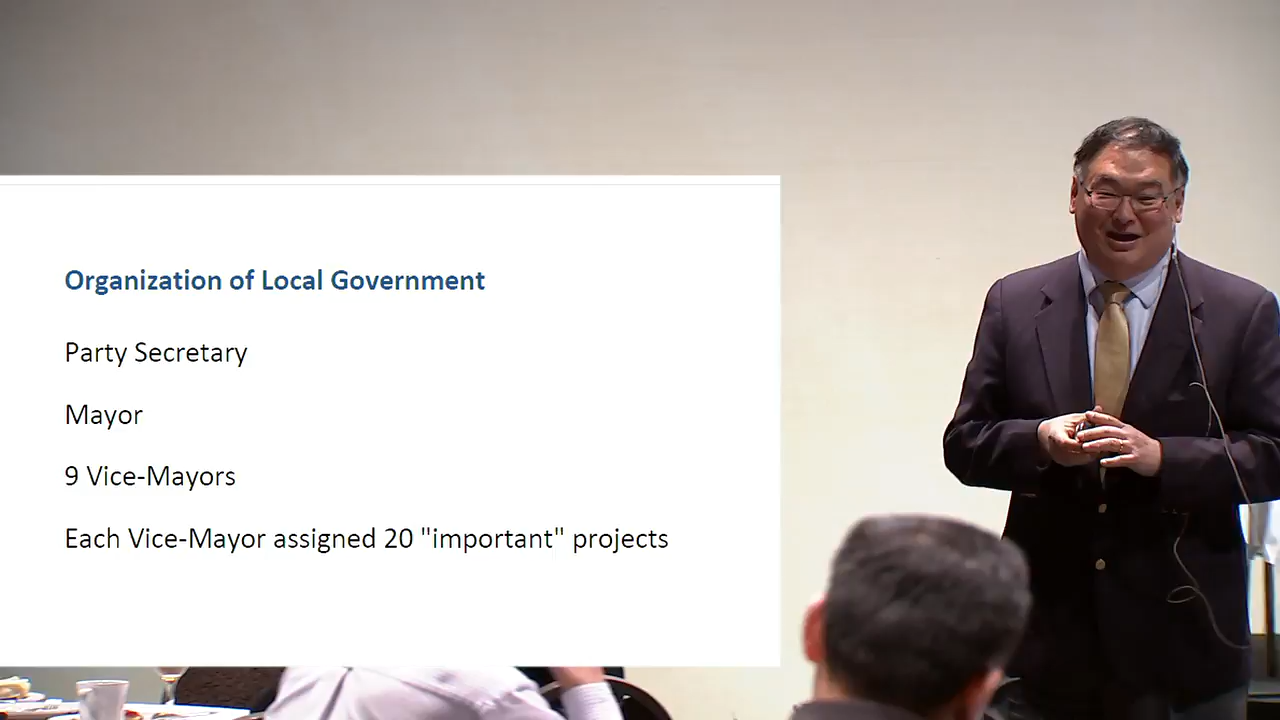 Organization of Local Government
Party Secretary
Mayor
9 Vice-Mayors
Each Vice-Mayor assigned 20 "important" projects